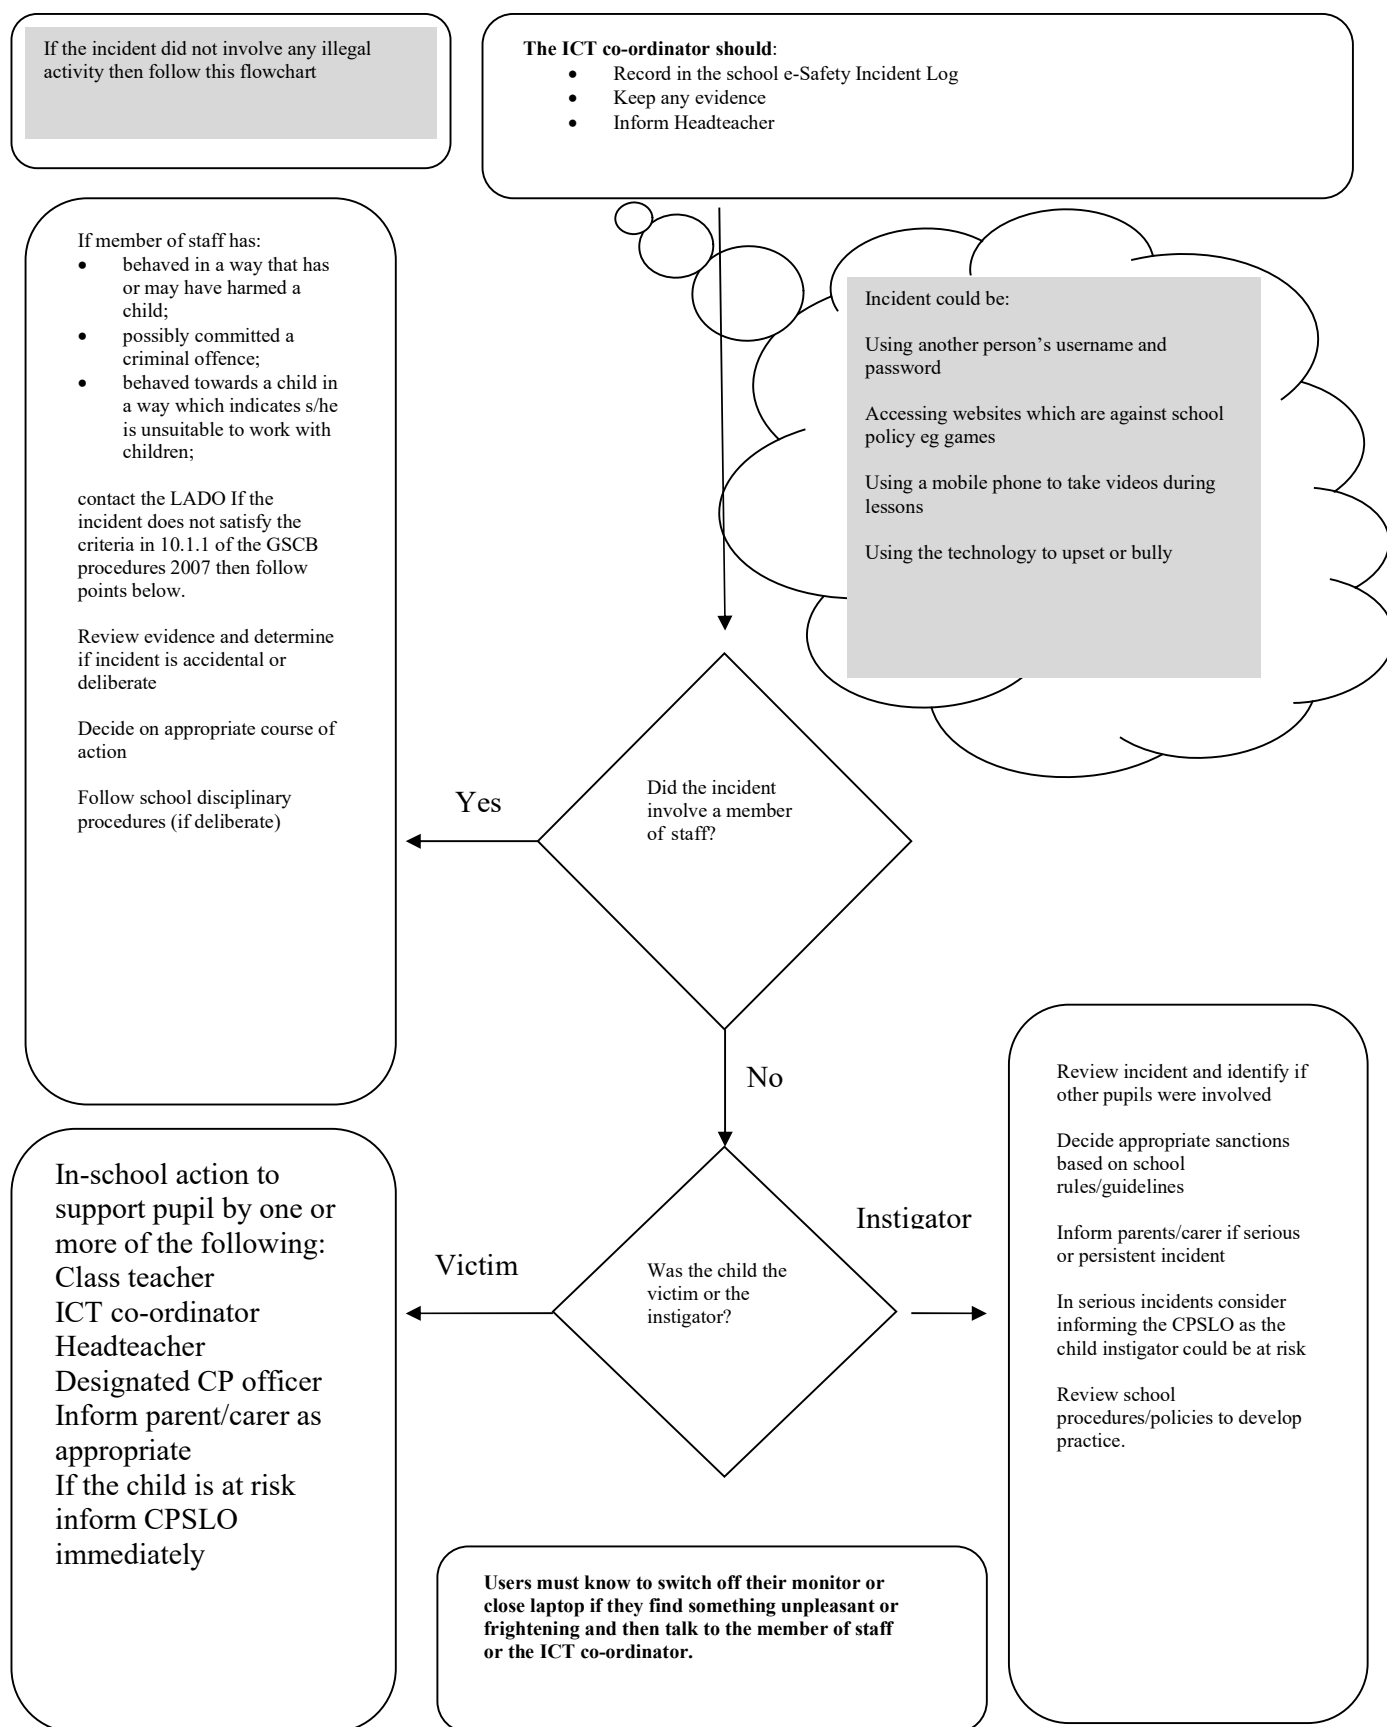 If the incident did not involve any illegal
activity then follow this flowchart
The ICT co-ordinator should:
• Record in the school e-Safety Incident Log
• Keep any evidence
• Inform Headteacher
If member of staff has:
• behaved in a way that has
or may have harmed a
child;
• possibly committed a
criminal offence;
• behaved towards a child in
a way which indicates s/he
is unsuitable to work with
children;
contact the LADO If the
incident does not satisfy the
criteria in 10.1.1 of the GSCB
procedures 2007 then follow
points below.
Review evidence and determine
if incident is accidental or
deliberate
Decide on appropriate course of
action
Follow school disciplinary
procedures (if deliberate)
Incident could be:
Using another person’s username and
password
Accessing websites which are against school
policy eg games
Using a mobile phone to take videos during
lessons
Using the technology to upset or bully
Yes
Did the incident
involve a member
of staff?
No
In-school action to
support pupil by one or
more of the following:
Class teacher
ICT co-ordinator
Headteacher
Designated CP officer
Inform parent/carer as
appropriate
If the child is at risk
inform CPSLO
immediately
Victim
Was the child the
victim or the
instigator?
Instigator
Review incident and identify if
other pupils were involved
Decide appropriate sanctions
based on school
rules/guidelines
Inform parents/carer if serious
or persistent incident
In serious incidents consider
informing the CPSLO as the
child instigator could be at risk
Review school
procedures/policies to develop
practice.
Users must know to switch off their monitor or
close laptop if they find something unpleasant or
frightening and then talk to the member of staff
or the ICT co-ordinator.